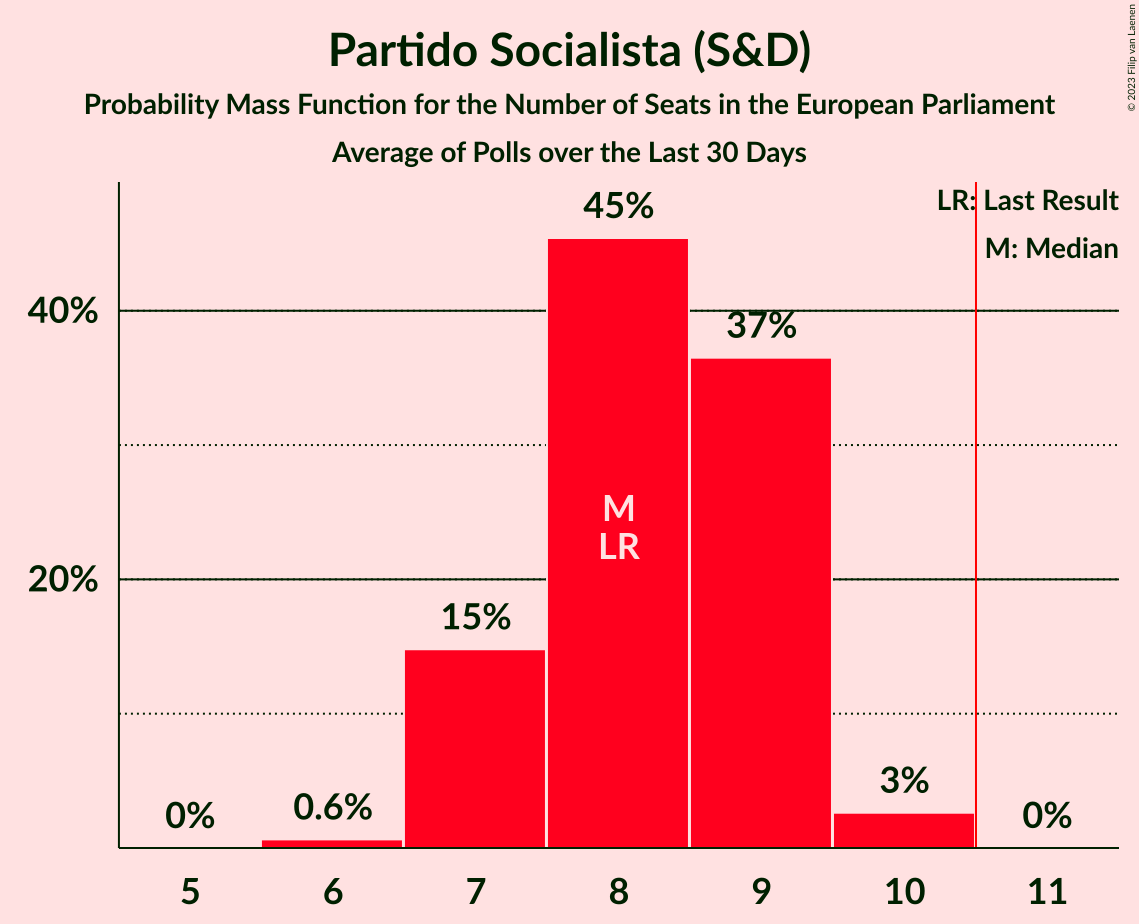 Partido Socialista (S&D)
Probability Mass Function for the Number of Seats in the European Parliament
Average of Polls over the Last 30 Days
© 2023 Filip van Laenen
LR: Last Result
M: Median
45%
40%
37%
M
LR
20%
15%
3%
0.6%
0%
0%
5 6 7 8 9 10 11